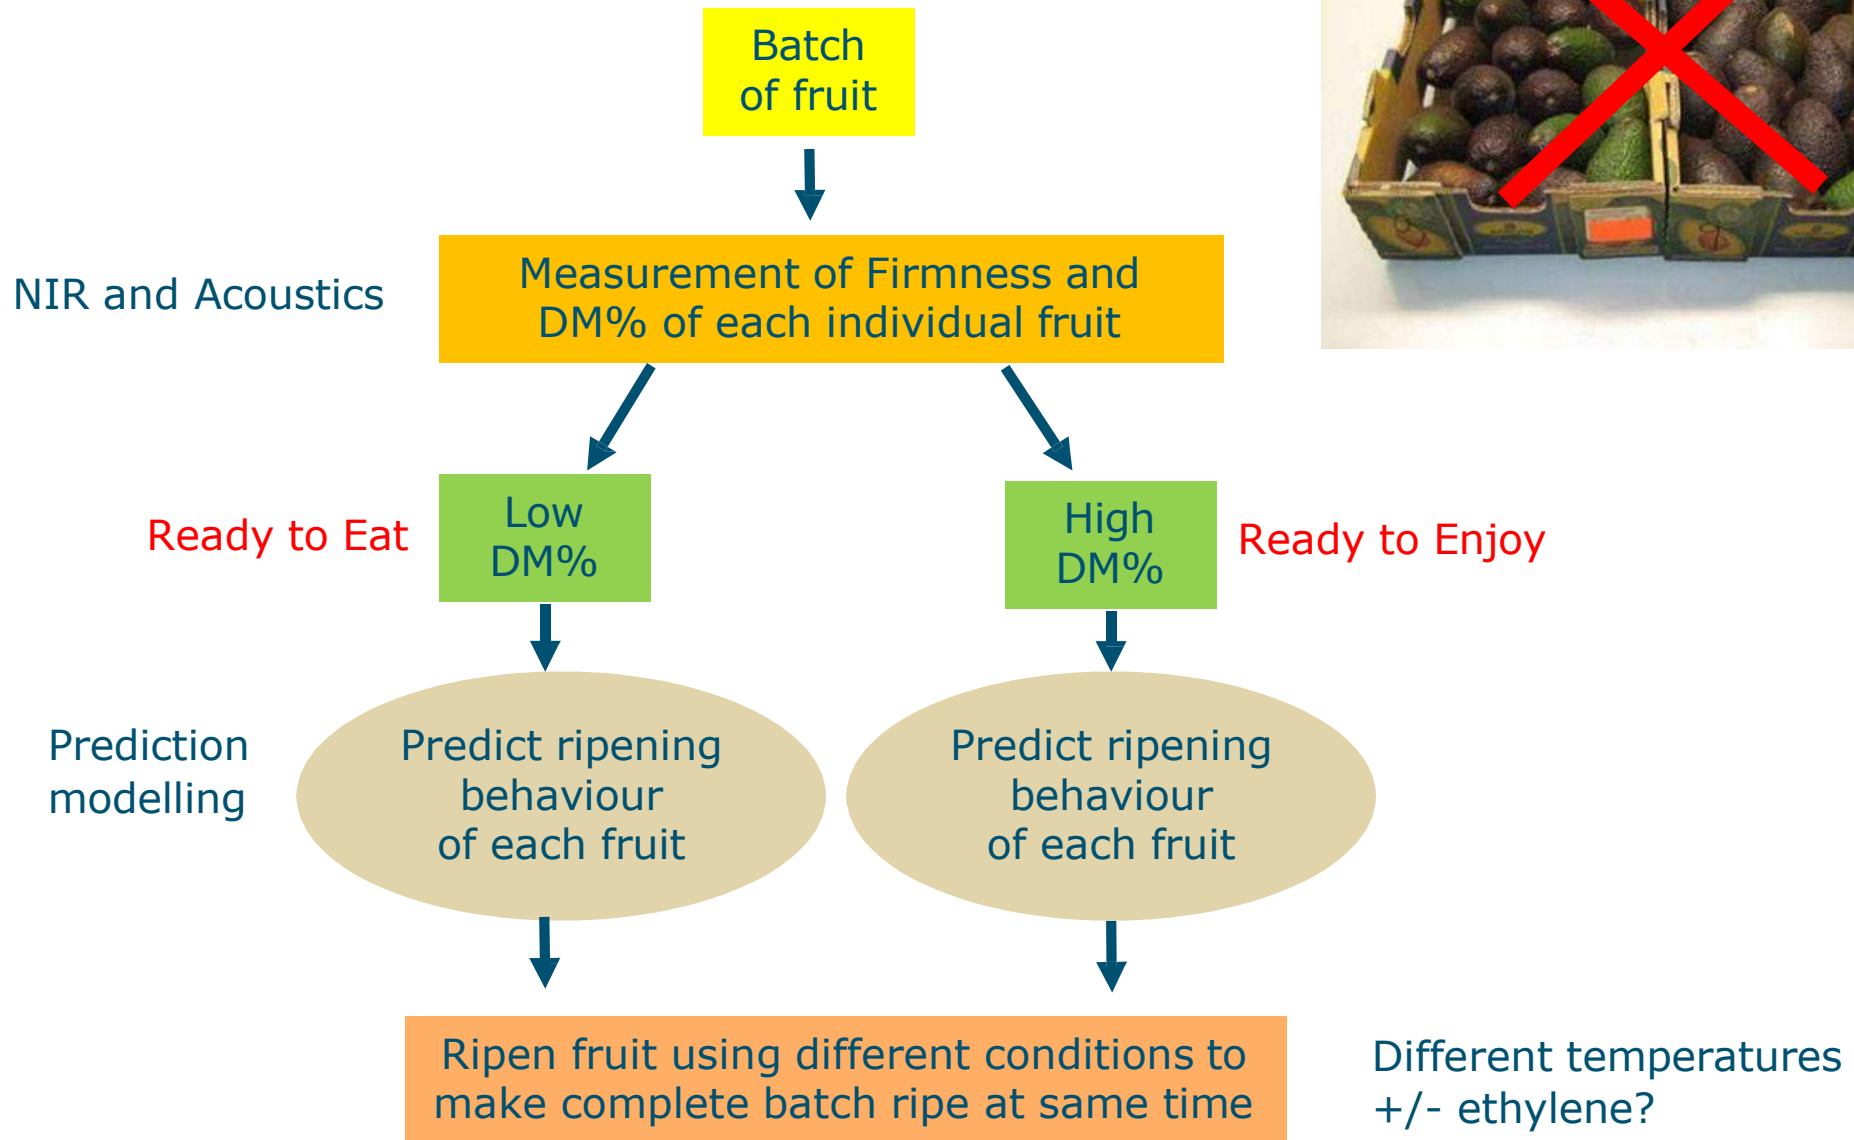 Batch
of fruit
NIR and Acoustics
Measurement of Firmness and
DM% of each individual fruit
Ready to Eat
Low
DM%
High
DM%
Ready to Enjoy
Prediction
modelling
Predict ripening
behaviour
of each fruit
Predict ripening
behaviour
of each fruit
Ripen fruit using different conditions to
make complete batch ripe at same time
Different temperatures
+/- ethylene?